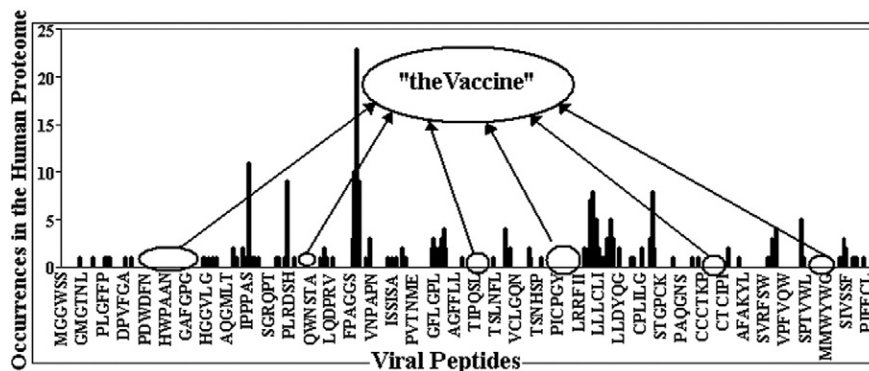 Occurrences in the Human Proteome
25
20
15
10
5
0
"theVaccine"
MGGWSS
GMGTNL
PLGFFP
DPVFGA
PDWDFN
HWPAAN
GAFGPG
HGGVLG
AQGMLT
IPPPAS
SGRQPT
PLRDSH
QWNSTA
LQDPRV
FPAGGS
VNPAPN
ISSISA
PVTNME
GFLGPL
AGFFLL
TIPQSL
TSLNFL
VCLGQN
TSNHSP
PICPGY
LRRFII
LLLCLI
LLDYQG
CPLILG
STGPCK
PAQGNS
CCCTKP
CTCIPI
AFAKYL
SVRFSW
VPFVQW
SPTVWL
MMWYWG
SIVSSF
PIFFCL
Viral Peptides